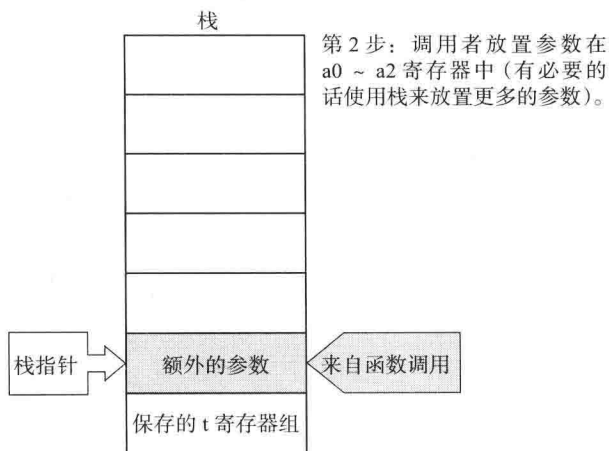 栈
第2步：调用者放置参数在
a0 ~ a2 寄存器中（有必要的
话使用栈来放置更多的参数）。
栈指针
额外的参数
来自函数调用
保存的 t 寄存器组